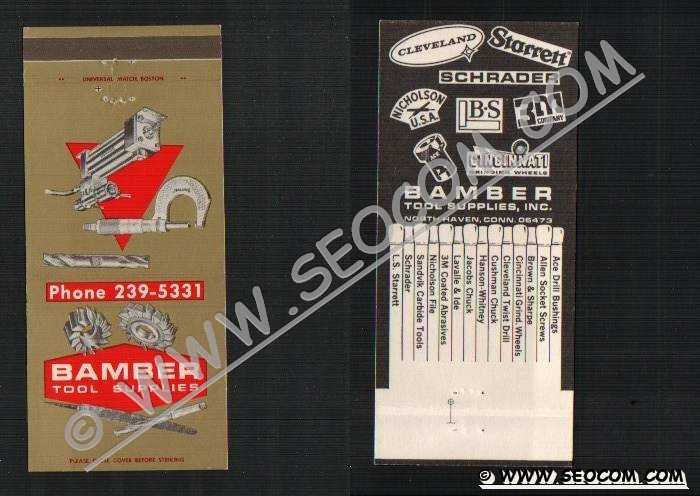 UNIVERSAL MATCH, BOSTON
Phone 239-5331
BAMBER
TOOL SUPPLIES
PLEASE CLOSE COVER BEFORE STRIKING
CLEVELAND
Starrett
SCHRADER
NICHOLSON
U.S.A.
B·S
3M
COMPANY
CINCINNATI
GRINDING WHEELS
BAMBER
TOOL SUPPLIES, INC.
NORTH HAVEN, CONN. 06473
Ace Drill Bushings
Allen Socket Screws
Brown & Sharpe
Cincinnati Grind. Wheels
Cleveland Twist Drill
Cushman Chuck
Hanson-Whitney
Jacobs Chuck
Lavalle & Ide
3M Coated Abrasives
Nicholson File
Sandvik Carbide Tools
Schrader
L.S. Starrett
© WWW.SEOCOM.COM
© WWW.SEOCOM.COM
© WWW.SEOCOM.COM